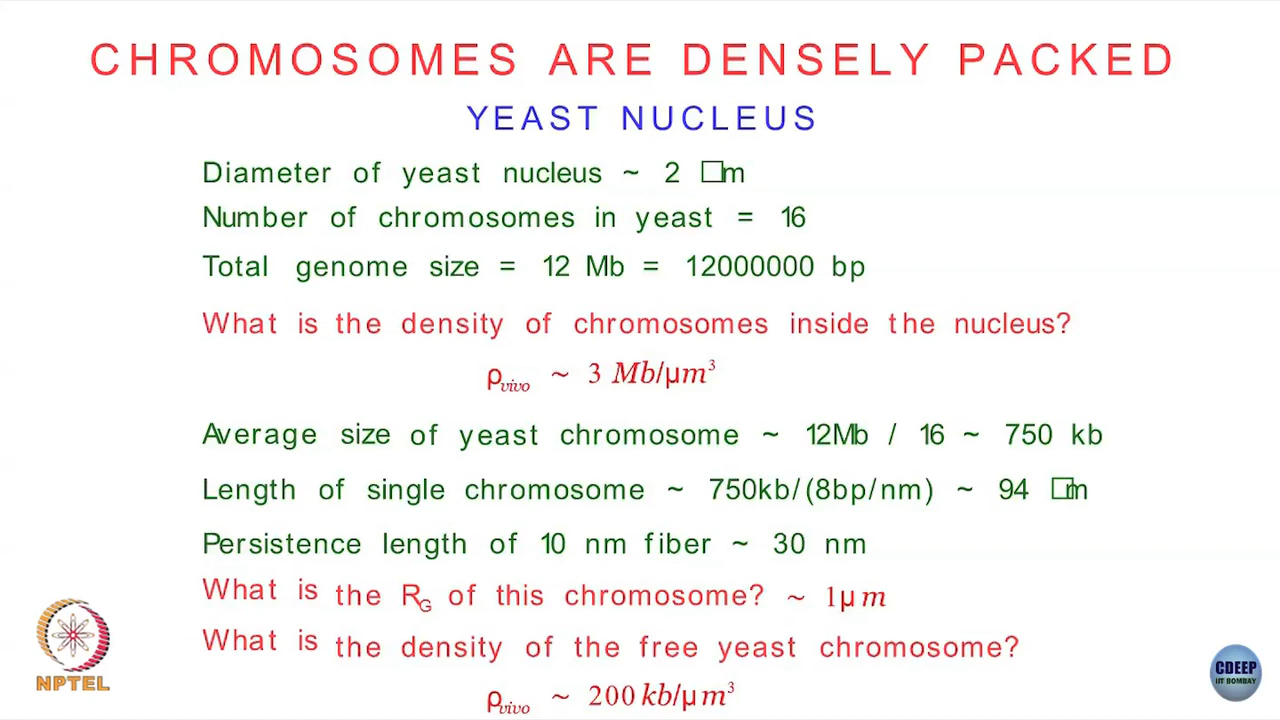 CHROMOSOMES ARE DENSELY PACKED
YEAST NUCLEUS
Diameter of yeast nucleus ~ 2 □m
Number of chromosomes in yeast = 16
Total genome size = 12 Mb = 12000000 bp
What is the density of chromosomes inside the nucleus?
ρvivo ~ 3 Mb/μm³
Average size of yeast chromosome ~ 12Mb / 16 ~ 750 kb
Length of single chromosome ~ 750kb/(8bp/nm) ~ 94 □m
Persistence length of 10 nm fiber ~ 30 nm
What is the RG of this chromosome? ~ 1μm
What is the density of the free yeast chromosome?
ρvivo ~ 200 kb/μm³
NPTEL
CDEEP
IIT BOMBAY